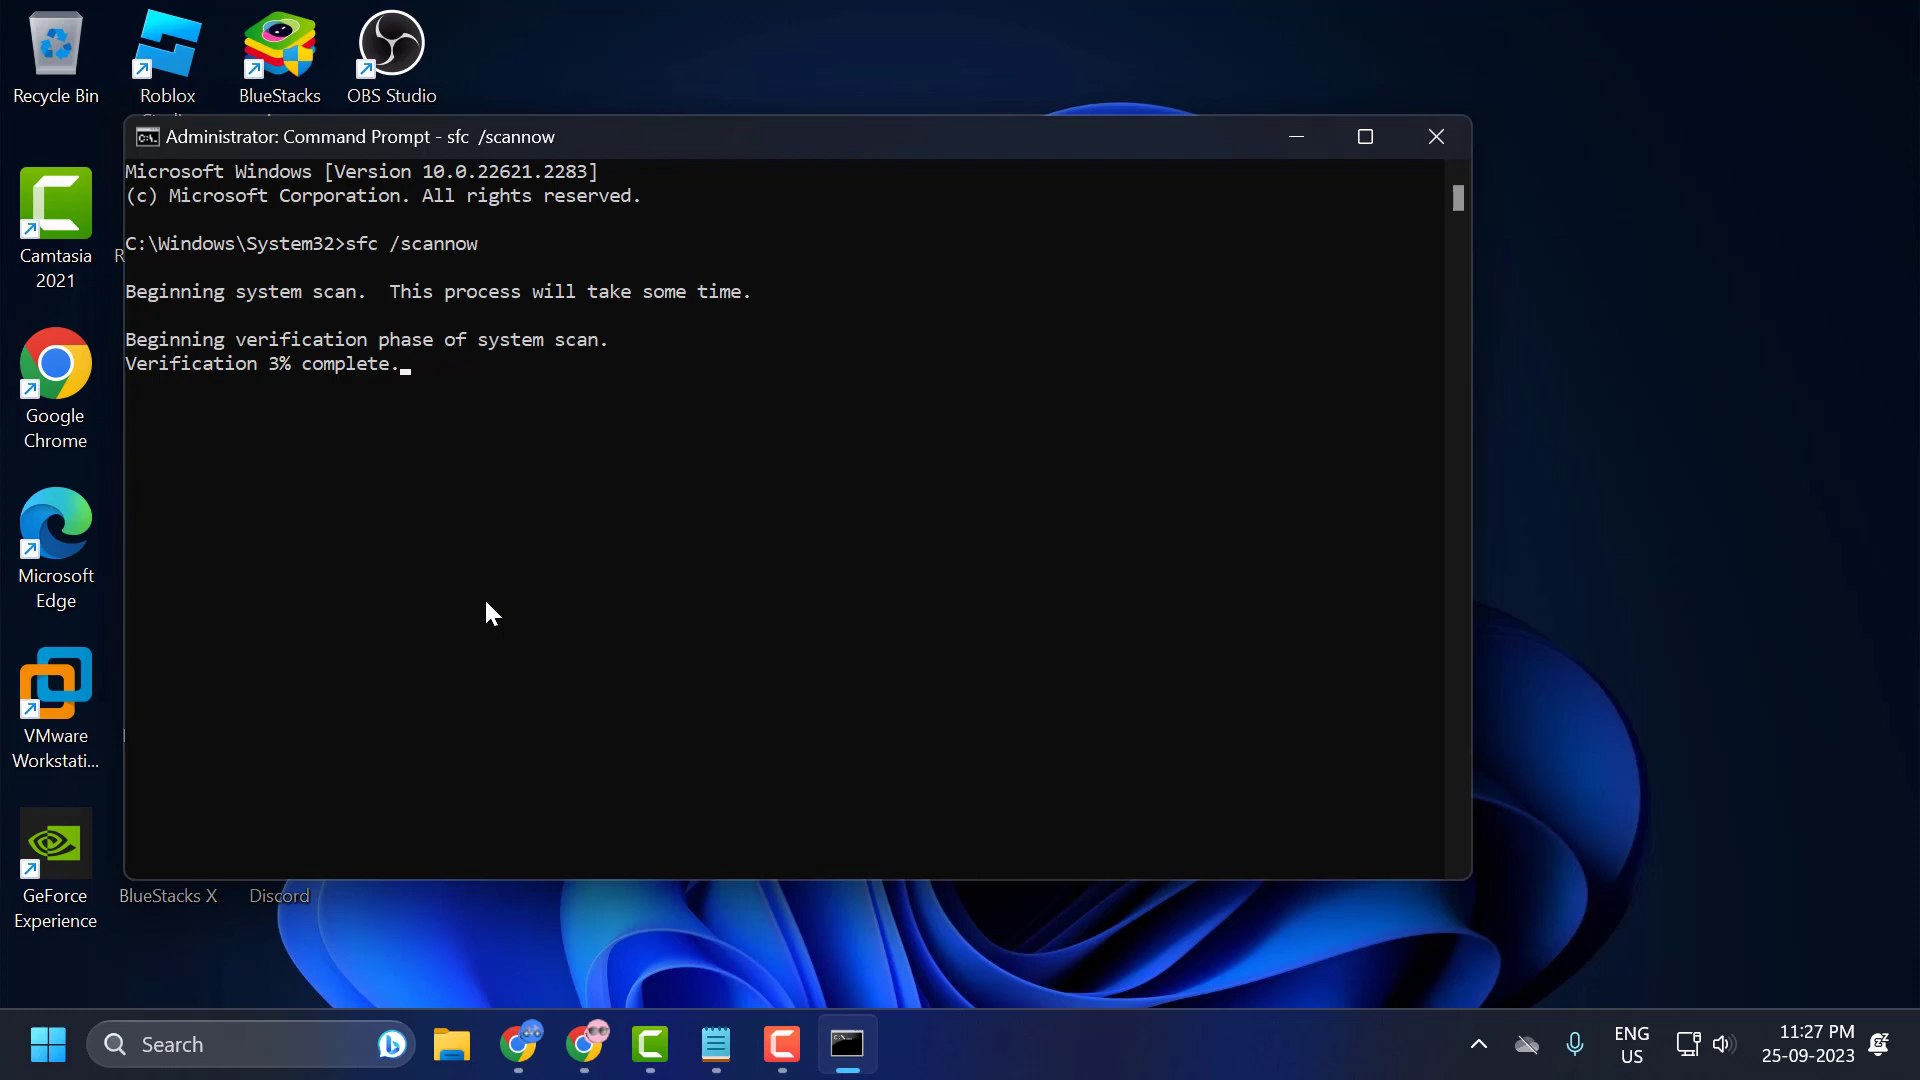 Recycle Bin
Roblox
BlueStacks
OBS Studio
Administrator: Command Prompt - sfc  /scannow
Microsoft Windows [Version 10.0.22621.2283]
(c) Microsoft Corporation. All rights reserved.
C:\Windows\System32>sfc /scannow
Beginning system scan.  This process will take some time.
Beginning verification phase of system scan.
Verification 3% complete.
Camtasia
2021
Google
Chrome
Microsoft
Edge
VMware
Workstati...
GeForce
Experience
BlueStacks X
Discord
Search
ENG
US
11:27 PM
25-09-2023